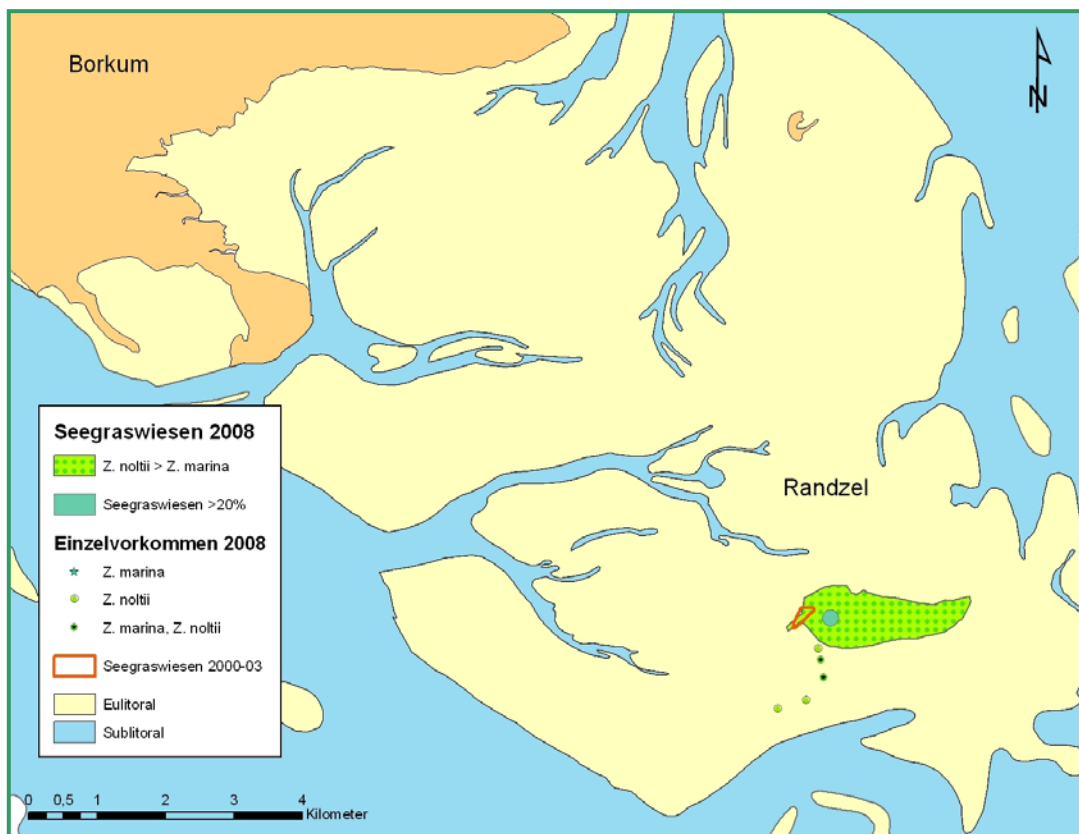 Borkum
N
Seegraswiesen 2008
Z. noltii > Z. marina
Seegraswiesen >20%
Einzelvorkommen 2008
Z. marina
Z. noltii
Z. marina, Z. noltii
Seegraswiesen 2000-03
Eulitoral
Sublitoral
Randzel
0 0,5 1 2 3 4
Kilometer